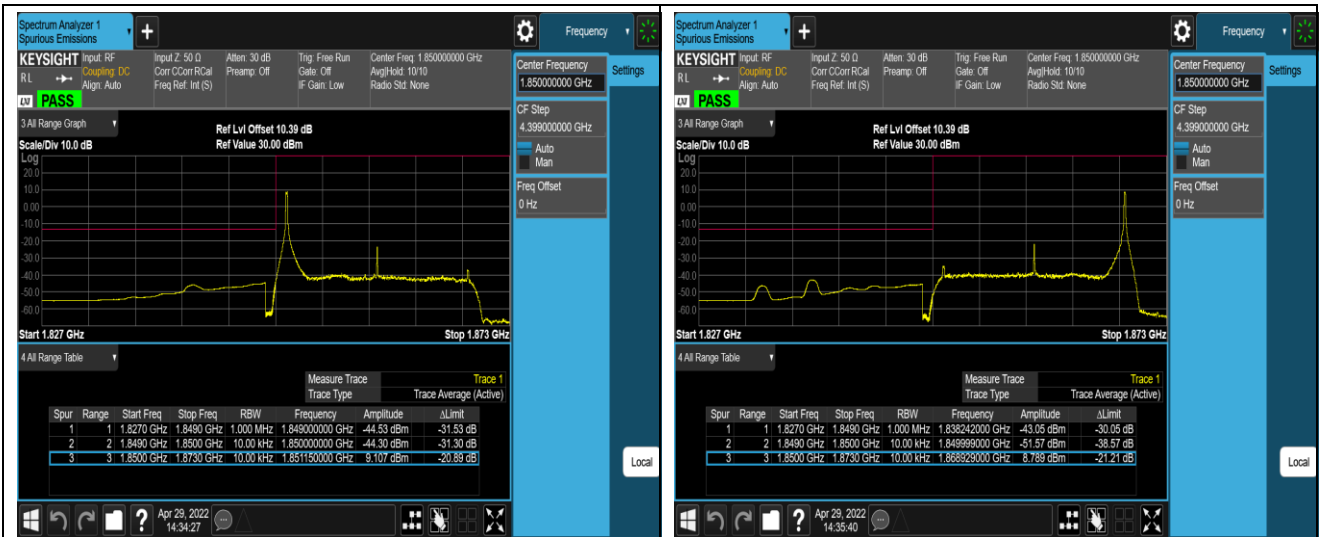 Spectrum Analyzer 1
Spurious Emissions
Frequency
KEYSIGHT Input: RF Input Z: 50 Ω Atten: 30 dB Trig: Free Run Center Freq: 1.850000000 GHz
RL Coupling: DC Corr CCorr RCal Preamp: Off Gate: Off Avg|Hold: 10/10
Align: Auto Freq Ref: Int (S) IF Gain: Low Radio Std: None
LXI PASS
3 All Range Graph
Ref Lvl Offset 10.39 dB
Scale/Div 10.0 dB Ref Value 30.00 dBm
Log
20.0
10.0
0.00
-10.0
-20.0
-30.0
-40.0
-50.0
-60.0
Start 1.827 GHz Stop 1.873 GHz
4 All Range Table
Measure Trace Trace 1
Trace Type Trace Average (Active)
Spur Range Start Freq Stop Freq RBW Frequency Amplitude ΔLimit
1 1 1.8270 GHz 1.8490 GHz 1.000 MHz 1.849000000 GHz -44.53 dBm -31.53 dB
2 2 1.8490 GHz 1.8500 GHz 10.00 kHz 1.850000000 GHz -44.30 dBm -31.30 dB
3 3 1.8500 GHz 1.8730 GHz 10.00 kHz 1.851150000 GHz 9.107 dBm -20.89 dB
Center Frequency
1.850000000 GHz
Settings
CF Step
4.399000000 GHz
Auto
Man
Freq Offset
0 Hz
Local
?
Apr 29, 2022
14:34:27
Spectrum Analyzer 1
Spurious Emissions
Frequency
KEYSIGHT Input: RF Input Z: 50 Ω Atten: 30 dB Trig: Free Run Center Freq: 1.850000000 GHz
RL Coupling: DC Corr CCorr RCal Preamp: Off Gate: Off Avg|Hold: 10/10
Align: Auto Freq Ref: Int (S) IF Gain: Low Radio Std: None
LXI PASS
3 All Range Graph
Ref Lvl Offset 10.39 dB
Scale/Div 10.0 dB Ref Value 30.00 dBm
Log
20.0
10.0
0.00
-10.0
-20.0
-30.0
-40.0
-50.0
-60.0
Start 1.827 GHz Stop 1.873 GHz
4 All Range Table
Measure Trace Trace 1
Trace Type Trace Average (Active)
Spur Range Start Freq Stop Freq RBW Frequency Amplitude ΔLimit
1 1 1.8270 GHz 1.8490 GHz 1.000 MHz 1.838242000 GHz -43.05 dBm -30.05 dB
2 2 1.8490 GHz 1.8500 GHz 10.00 kHz 1.849999000 GHz -51.57 dBm -38.57 dB
3 3 1.8500 GHz 1.8730 GHz 10.00 kHz 1.868929000 GHz 8.789 dBm -21.21 dB
Center Frequency
1.850000000 GHz
Settings
CF Step
4.399000000 GHz
Auto
Man
Freq Offset
0 Hz
Local
?
Apr 29, 2022
14:35:40